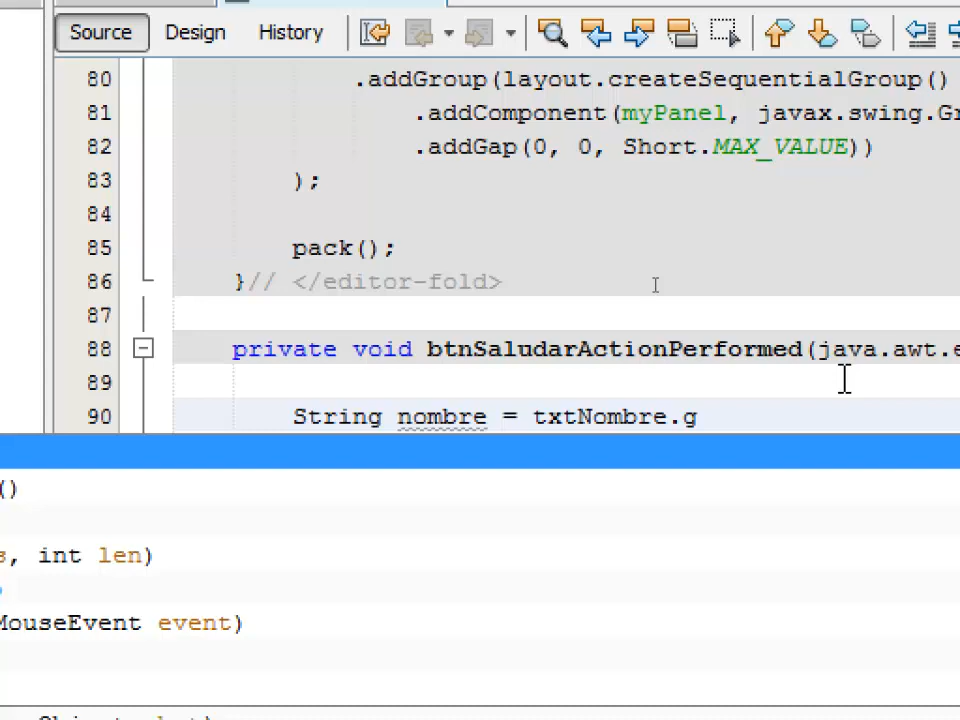 Source Design History
80 .addGroup(layout.createSequentialGroup()
81 .addComponent(myPanel, javax.swing.Gr
82 .addGap(0, 0, Short.MAX_VALUE))
83 );
84
85 pack();
86 }// </editor-fold>
87
88 private void btnSaludarActionPerformed(java.awt.e
89
90 String nombre = txtNombre.g
()
s, int len)
MouseEvent event)